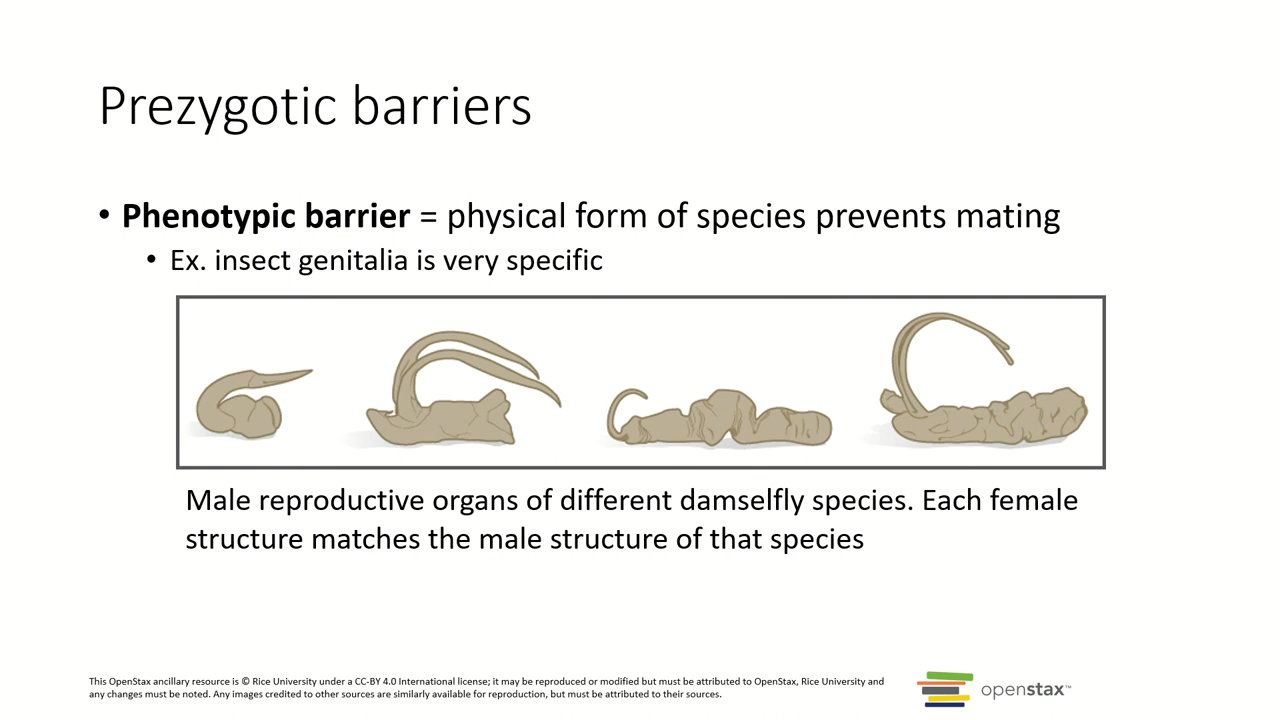 Prezygotic barriers
• Phenotypic barrier = physical form of species prevents mating
• Ex. insect genitalia is very specific
Male reproductive organs of different damselfly species. Each female
structure matches the male structure of that species
This OpenStax ancillary resource is © Rice University under a CC-BY 4.0 International license; it may be reproduced or modified but must be attributed to OpenStax, Rice University and
any changes must be noted. Any images credited to other sources are similarly available for reproduction, but must be attributed to their sources.
openstax™